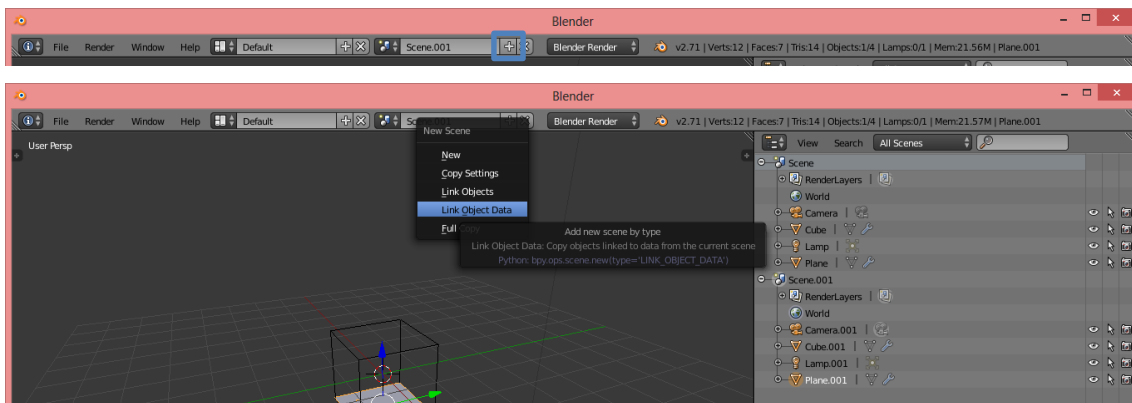 Blender
File Render Window Help Default Scene.001 Blender Render v2.71 | Verts:12 | Faces:7 | Tris:14 | Objects:1/4 | Lamps:0/1 | Mem:21.56M | Plane.001
Blender
File Render Window Help Default Blender Render v2.71 | Verts:12 | Faces:7 | Tris:14 | Objects:1/4 | Lamps:0/1 | Mem:21.57M | Plane.001
New Scene
User Persp
View Search All Scenes
New
Copy Settings
Link Objects
Link Object Data
Full Copy
Add new scene by type
Link Object Data: Copy objects linked to data from the current scene
Python: bpy.ops.scene.new(type='LINK_OBJECT_DATA')
Scene
RenderLayers |
World
Camera |
Cube |
Lamp |
Plane |
Scene.001
RenderLayers |
World
Camera.001 |
Cube.001 |
Lamp.001 |
Plane.001 |